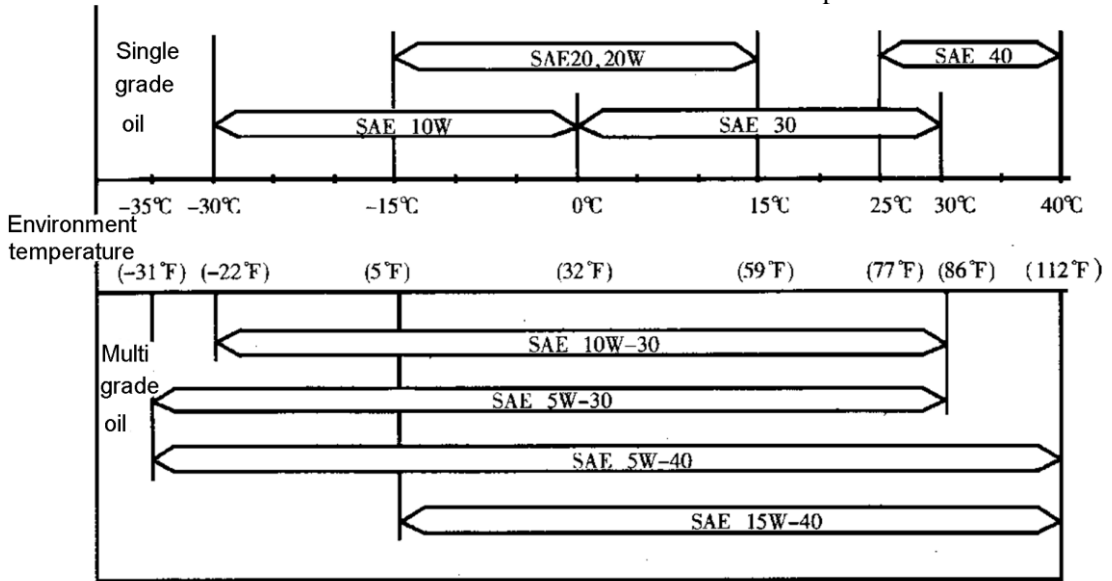 Single
grade
oil
SAE20,20W
SAE 40
SAE 10W
SAE 30
-35℃ -30℃ -15℃ 0℃ 15℃ 25℃ 30℃ 40℃
Environment
temperature
(-31°F) (-22°F) (5°F) (32°F) (59°F) (77°F) (86°F) (112°F)
Multi
grade
oil
SAE 10W-30
SAE 5W-30
SAE 5W-40
SAE 15W-40